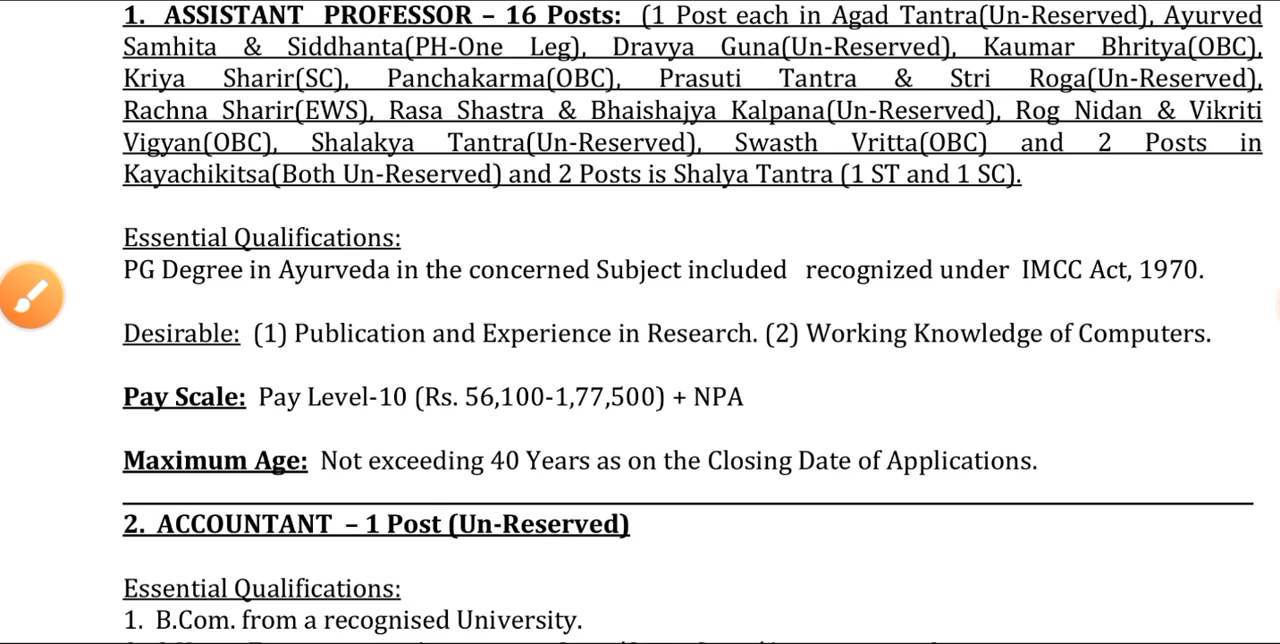 1. ASSISTANT PROFESSOR – 16 Posts: (1 Post each in Agad Tantra(Un-Reserved), Ayurved
Samhita & Siddhanta(PH-One Leg), Dravya Guna(Un-Reserved), Kaumar Bhritya(OBC),
Kriya Sharir(SC), Panchakarma(OBC), Prasuti Tantra & Stri Roga(Un-Reserved),
Rachna Sharir(EWS), Rasa Shastra & Bhaishajya Kalpana(Un-Reserved), Rog Nidan & Vikriti
Vigyan(OBC), Shalakya Tantra(Un-Reserved), Swasth Vritta(OBC) and 2 Posts in
Kayachikitsa(Both Un-Reserved) and 2 Posts is Shalya Tantra (1 ST and 1 SC).
Essential Qualifications:
PG Degree in Ayurveda in the concerned Subject included recognized under IMCC Act, 1970.
Desirable: (1) Publication and Experience in Research. (2) Working Knowledge of Computers.
Pay Scale: Pay Level-10 (Rs. 56,100-1,77,500) + NPA
Maximum Age: Not exceeding 40 Years as on the Closing Date of Applications.
2. ACCOUNTANT – 1 Post (Un-Reserved)
Essential Qualifications:
1. B.Com. from a recognised University.